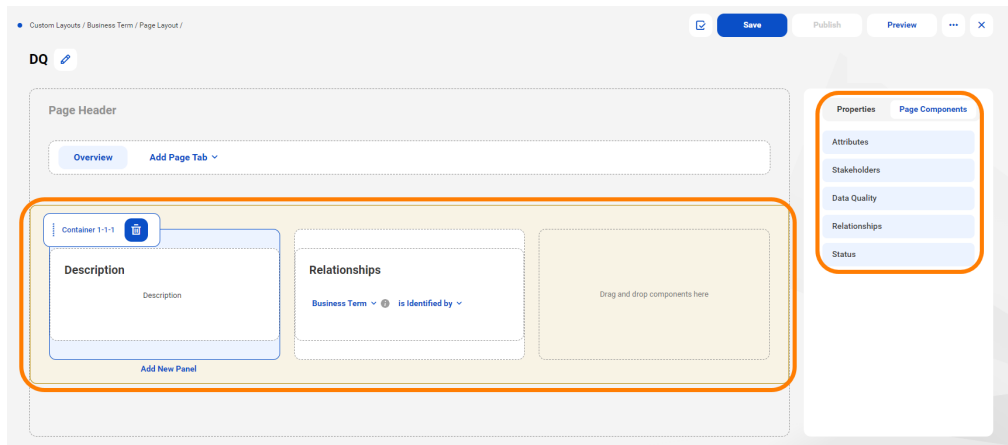 Custom Layouts / Business Term / Page Layout /
Save
Publish
Preview
DQ
Page Header
Properties
Page Components
Overview
Add Page Tab
Attributes
Stakeholders
Data Quality
Relationships
Status
Container 1-1-1
Description
Description
Relationships
Business Term
is Identified by
Drag and drop components here
Add New Panel